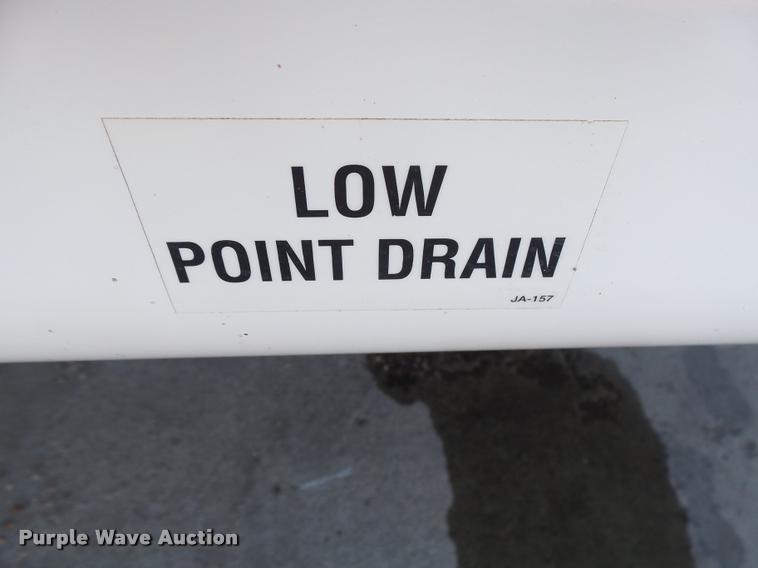 LOW
POINT DRAIN
JA-157
Purple Wave Auction